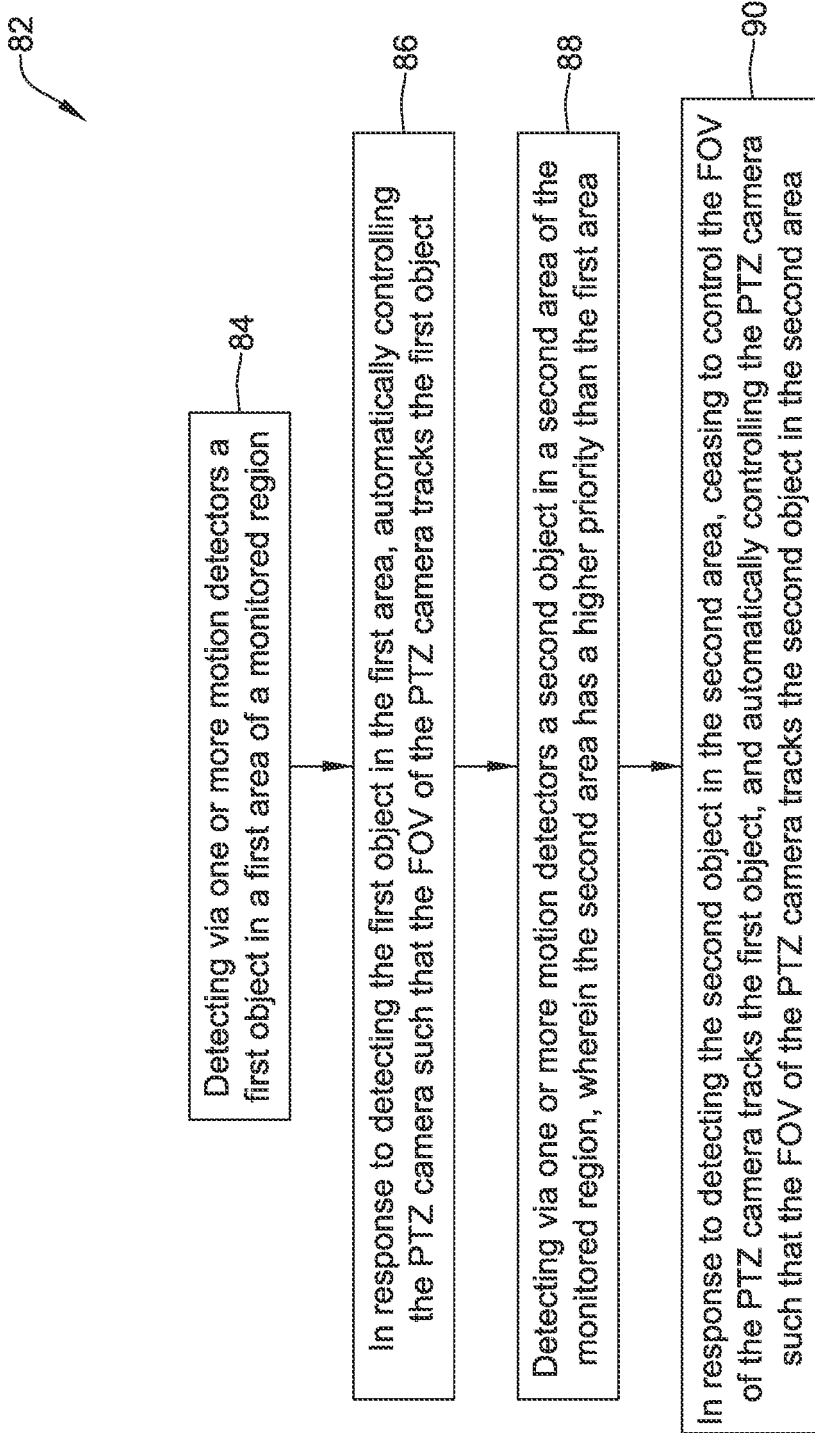 82
Detecting via one or more motion detectors a
first object in a first area of a monitored region
84
In response to detecting the first object in the first area, automatically controlling
the PTZ camera such that the FOV of the PTZ camera tracks the first object
86
Detecting via one or more motion detectors a second object in a second area of the
monitored region, wherein the second area has a higher priority than the first area
88
In response to detecting the second object in the second area, ceasing to control the FOV
of the PTZ camera tracks the first object, and automatically controlling the PTZ camera
such that the FOV of the PTZ camera tracks the second object in the second area
90